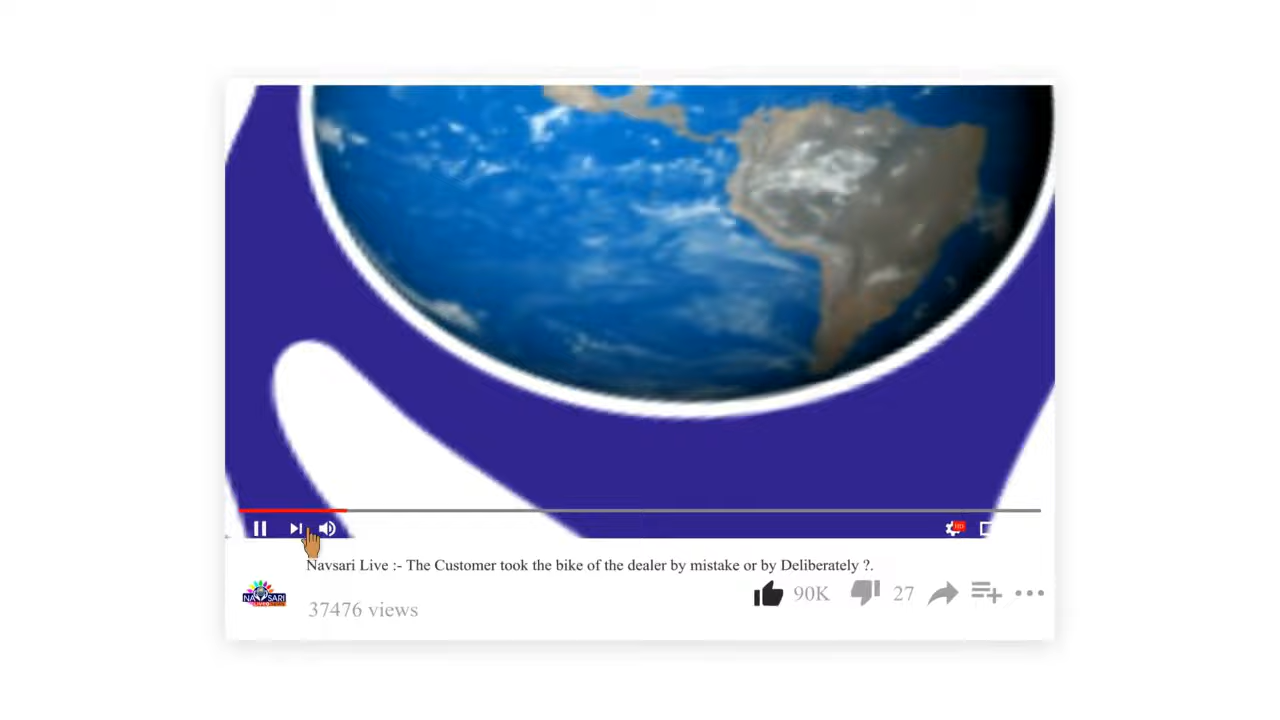 Navsari Live :- The Customer took the bike of the dealer by mistake or by Deliberately ?.
NAVSARI
37476 views
90K
27